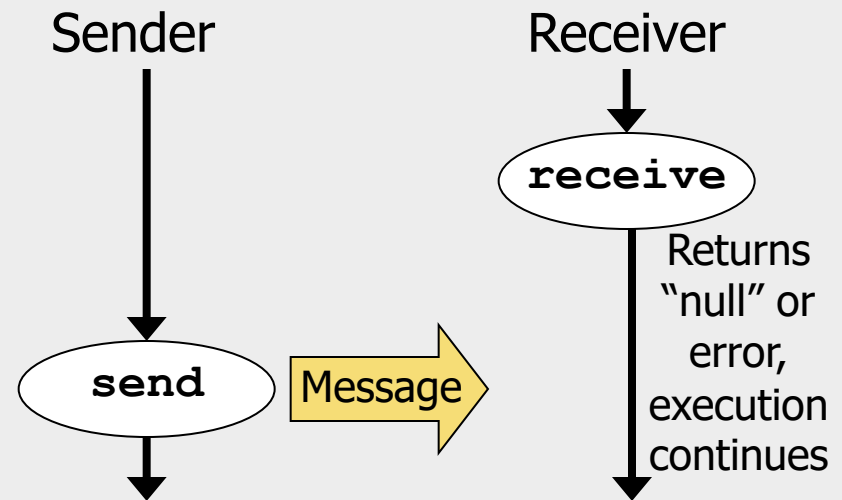 Sender
Receiver
receive
Returns
“null” or
error,
execution
continues
send
Message